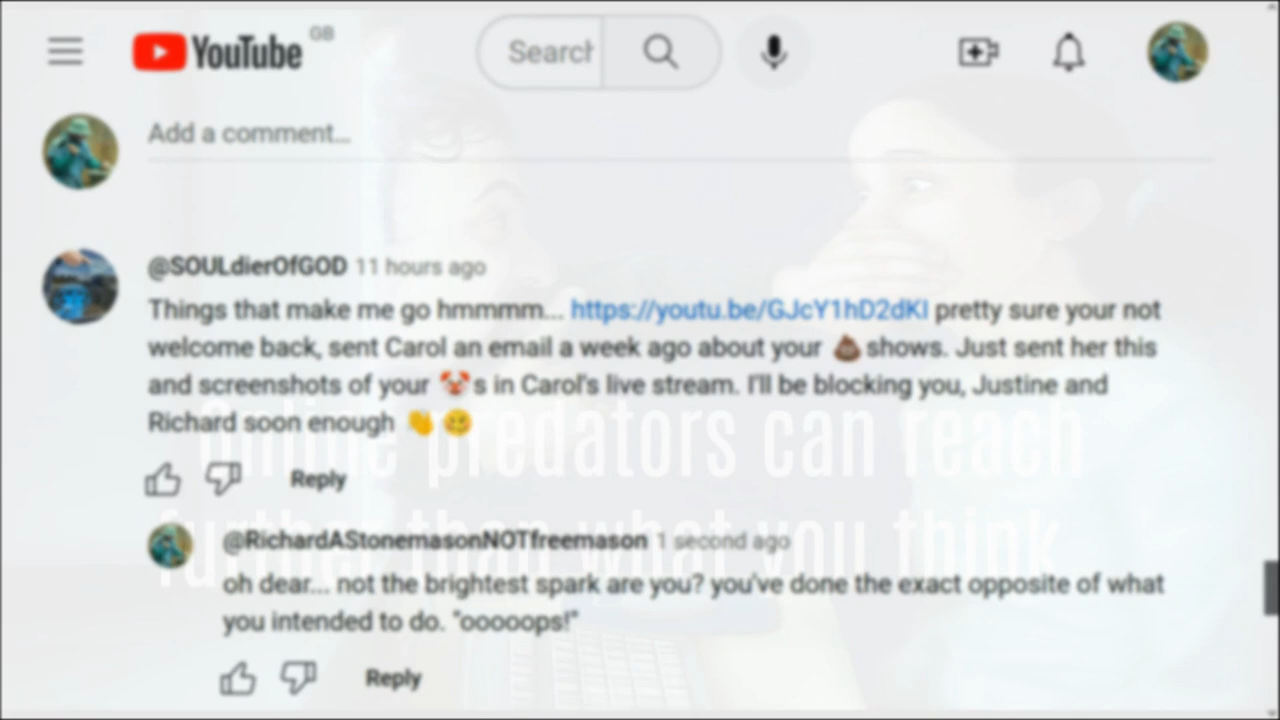 YouTube GB
Search
Add a comment...
@SOULdierOfGOD 11 hours ago
Things that make me go hmmmm... https://youtu.be/GJcY1hD2dKI pretty sure your not
welcome back, sent Carol an email a week ago about your 💩 shows. Just sent her this
and screenshots of your 🤡s in Carol's live stream. I'll be blocking you, Justine and
Richard soon enough 👏🥴
Online predators can reach
Reply
@RichardAStonemasonNOTfreemason 1 second ago
further than what you think
oh dear... not the brightest spark are you? you've done the exact opposite of what
you intended to do. "ooooops!"
Reply